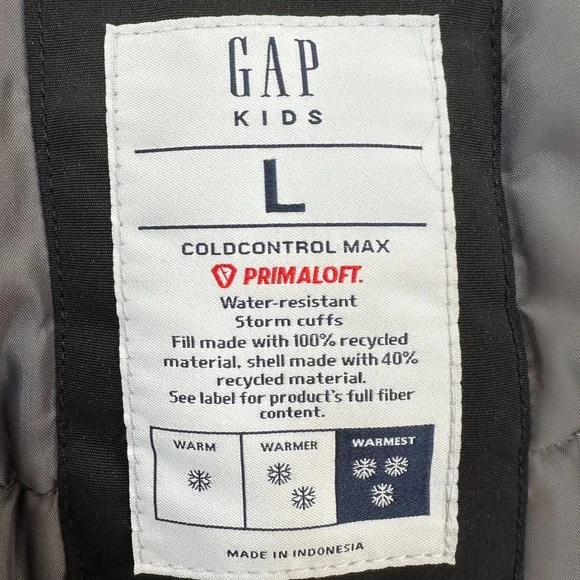 GAP
KIDS
L
COLDCONTROL MAX
PRIMALOFT.
Water-resistant
Storm cuffs
Fill made with 100% recycled
material, shell made with 40%
recycled material.
See label for product's full fiber
content.
WARM WARMER WARMEST
MADE IN INDONESIA